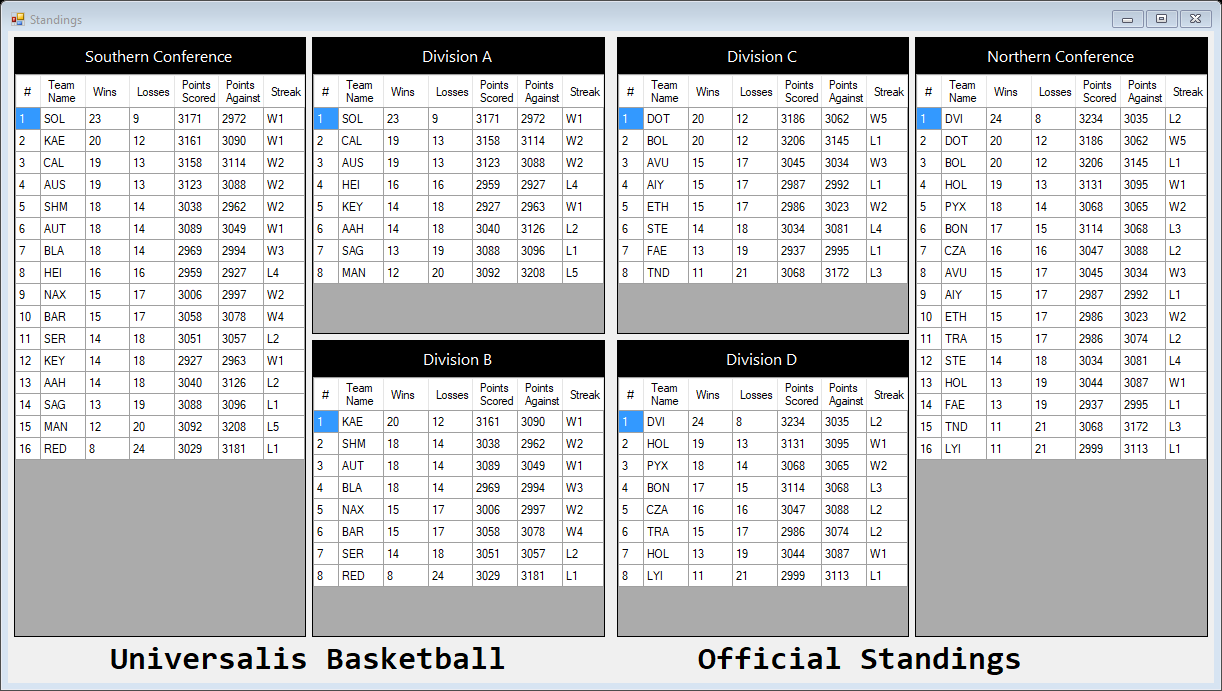 Standings
Southern Conference
# Team Name Wins Losses Points Scored Points Against Streak
1 SOL 23 9 3171 2972 W1
2 KAE 20 12 3161 3090 W1
3 CAL 19 13 3158 3114 W2
4 AUS 19 13 3123 3088 W2
5 SHM 18 14 3038 2962 W2
6 AUT 18 14 3089 3049 W1
7 BLA 18 14 2969 2994 W3
8 HEI 16 16 2959 2927 L4
9 NAX 15 17 3006 2997 W2
10 BAR 15 17 3058 3078 W4
11 SER 14 18 3051 3057 L2
12 KEY 14 18 2927 2963 W1
13 AAH 14 18 3040 3126 L2
14 SAG 13 19 3088 3096 L1
15 MAN 12 20 3092 3208 L5
16 RED 8 24 3029 3181 L1
Division A
# Team Name Wins Losses Points Scored Points Against Streak
1 SOL 23 9 3171 2972 W1
2 CAL 19 13 3158 3114 W2
3 AUS 19 13 3123 3088 W2
4 HEI 16 16 2959 2927 L4
5 KEY 14 18 2927 2963 W1
6 AAH 14 18 3040 3126 L2
7 SAG 13 19 3088 3096 L1
8 MAN 12 20 3092 3208 L5
Division B
# Team Name Wins Losses Points Scored Points Against Streak
1 KAE 20 12 3161 3090 W1
2 SHM 18 14 3038 2962 W2
3 AUT 18 14 3089 3049 W1
4 BLA 18 14 2969 2994 W3
5 NAX 15 17 3006 2997 W2
6 BAR 15 17 3058 3078 W4
7 SER 14 18 3051 3057 L2
8 RED 8 24 3029 3181 L1
Division C
# Team Name Wins Losses Points Scored Points Against Streak
1 DOT 20 12 3186 3062 W5
2 BOL 20 12 3206 3145 L1
3 AVU 15 17 3045 3034 W3
4 AIY 15 17 2987 2992 L1
5 ETH 15 17 2986 3023 W2
6 STE 14 18 3034 3081 L4
7 FAE 13 19 2937 2995 L1
8 TND 11 21 3068 3172 L3
Division D
# Team Name Wins Losses Points Scored Points Against Streak
1 DVI 24 8 3234 3035 L2
2 HOL 19 13 3131 3095 W1
3 PYX 18 14 3068 3065 W2
4 BON 17 15 3114 3068 L3
5 CZA 16 16 3047 3088 L2
6 TRA 15 17 2986 3074 L2
7 HOL 13 19 3044 3087 W1
8 LYI 11 21 2999 3113 L1
Northern Conference
# Team Name Wins Losses Points Scored Points Against Streak
1 DVI 24 8 3234 3035 L2
2 DOT 20 12 3186 3062 W5
3 BOL 20 12 3206 3145 L1
4 HOL 19 13 3131 3095 W1
5 PYX 18 14 3068 3065 W2
6 BON 17 15 3114 3068 L3
7 CZA 16 16 3047 3088 L2
8 AVU 15 17 3045 3034 W3
9 AIY 15 17 2987 2992 L1
10 ETH 15 17 2986 3023 W2
11 TRA 15 17 2986 3074 L2
12 STE 14 18 3034 3081 L4
13 HOL 13 19 3044 3087 W1
14 FAE 13 19 2937 2995 L1
15 TND 11 21 3068 3172 L3
16 LYI 11 21 2999 3113 L1
Universalis Basketball
Official Standings